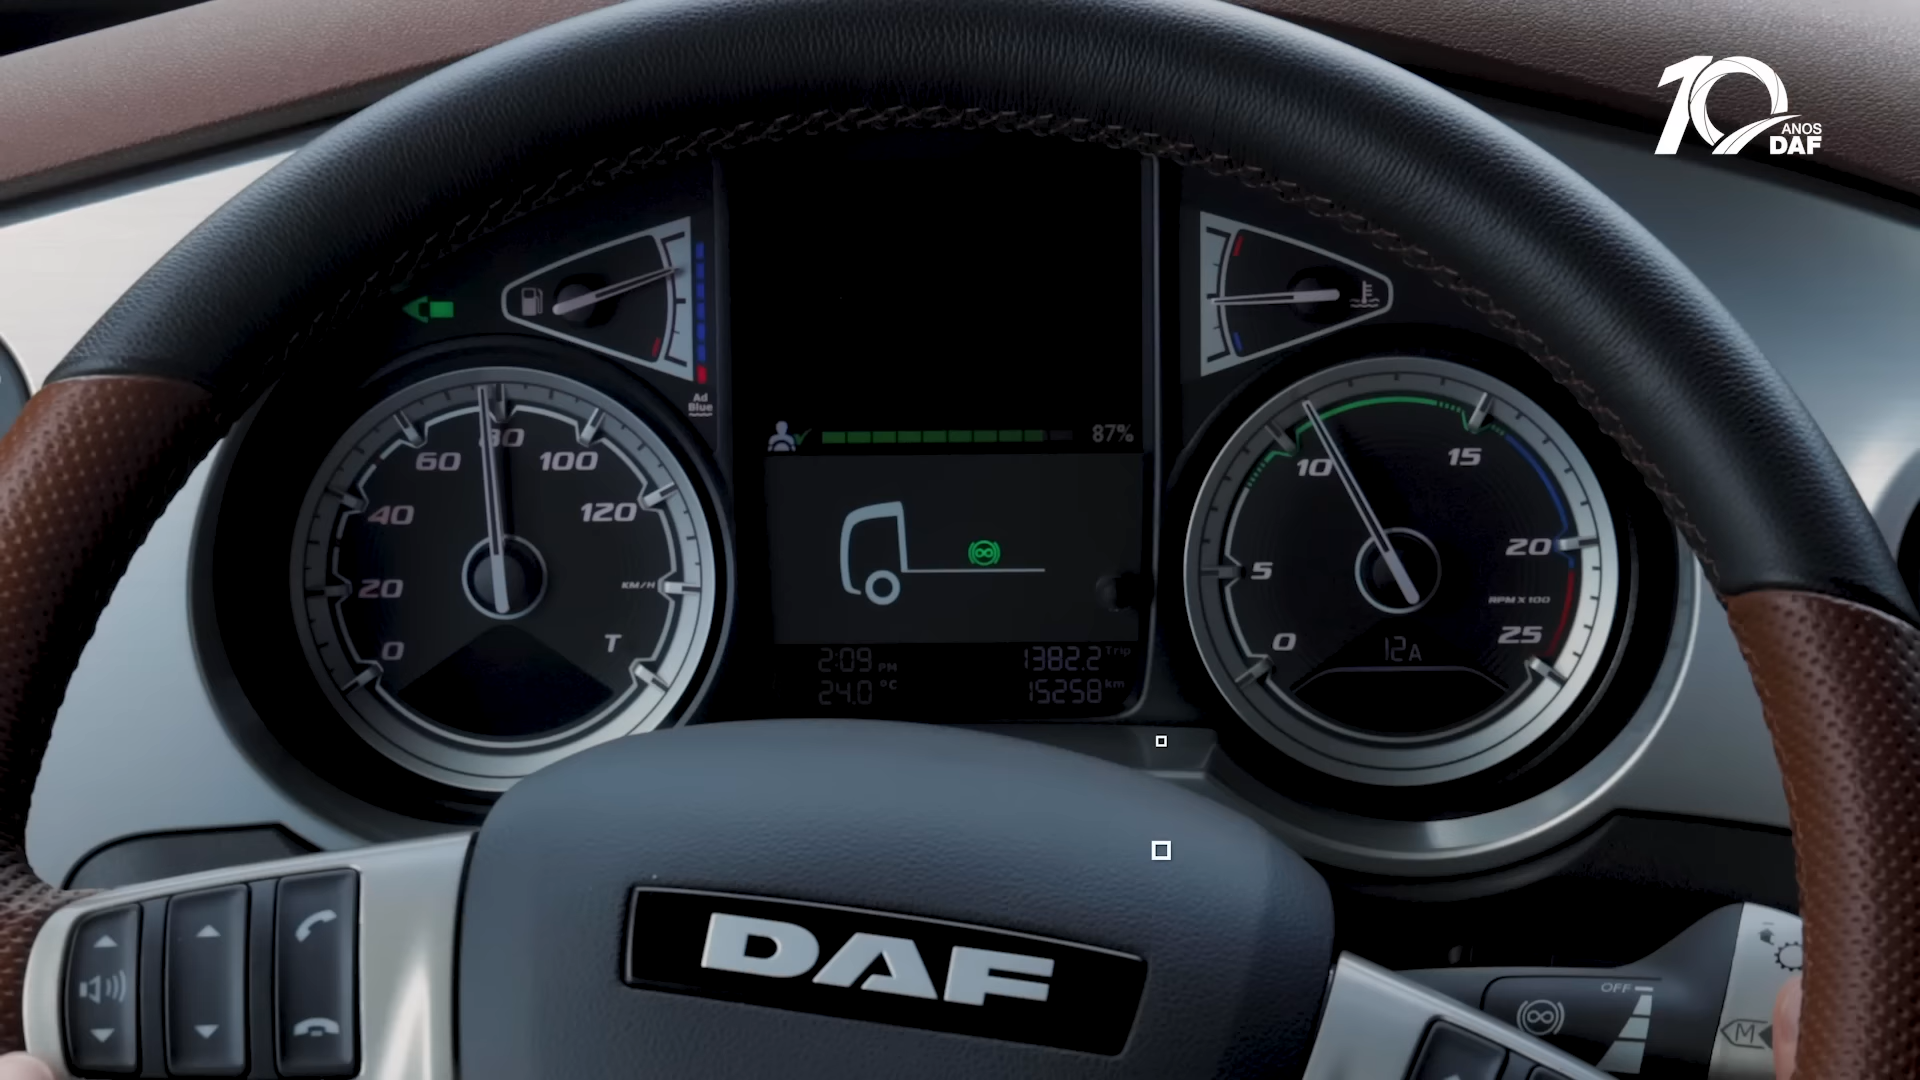 10
ANOS
DAF
Ad
Blue
87%
80
60
100
40
120
20
KM/H
0
T
10
15
5
20
RPM X 100
0
25
12A
2:09 PM
1382.2 Trip
24.0 °C
15258 km
DAF
OFF
M